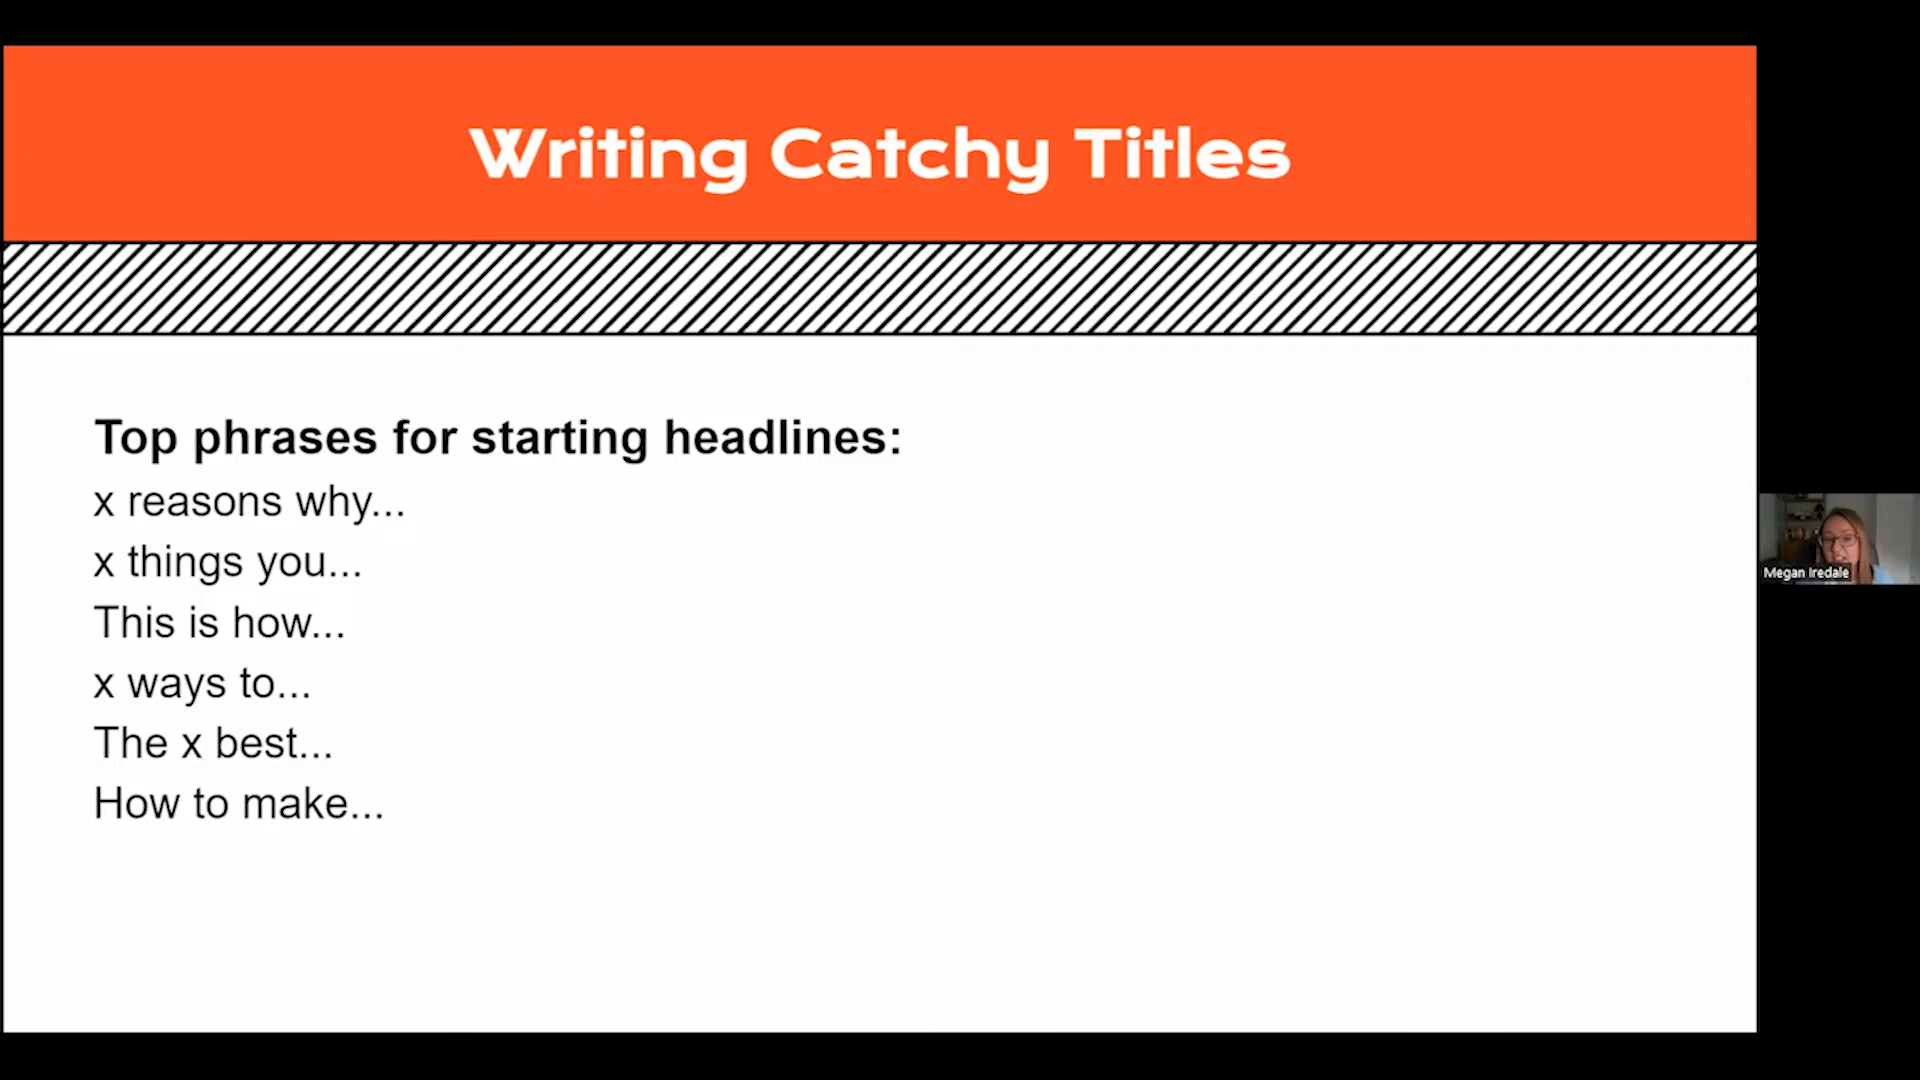 Writing Catchy Titles
Top phrases for starting headlines:
x reasons why...
x things you...
This is how...
x ways to...
The x best...
How to make...
Megan Iredale